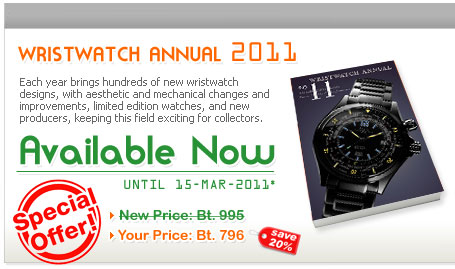 WRISTWATCH ANNUAL 2011
Each year brings hundreds of new wristwatch
designs, with aesthetic and mechanical changes and
improvements, limited edition watches, and new
producers, keeping this field exciting for collectors.
Available Now
UNTIL 15-MAR-2011*
Special
Offer!
New Price: Bt. 995
Your Price: Bt. 796
save
20%
WRISTWATCH ANNUAL
11